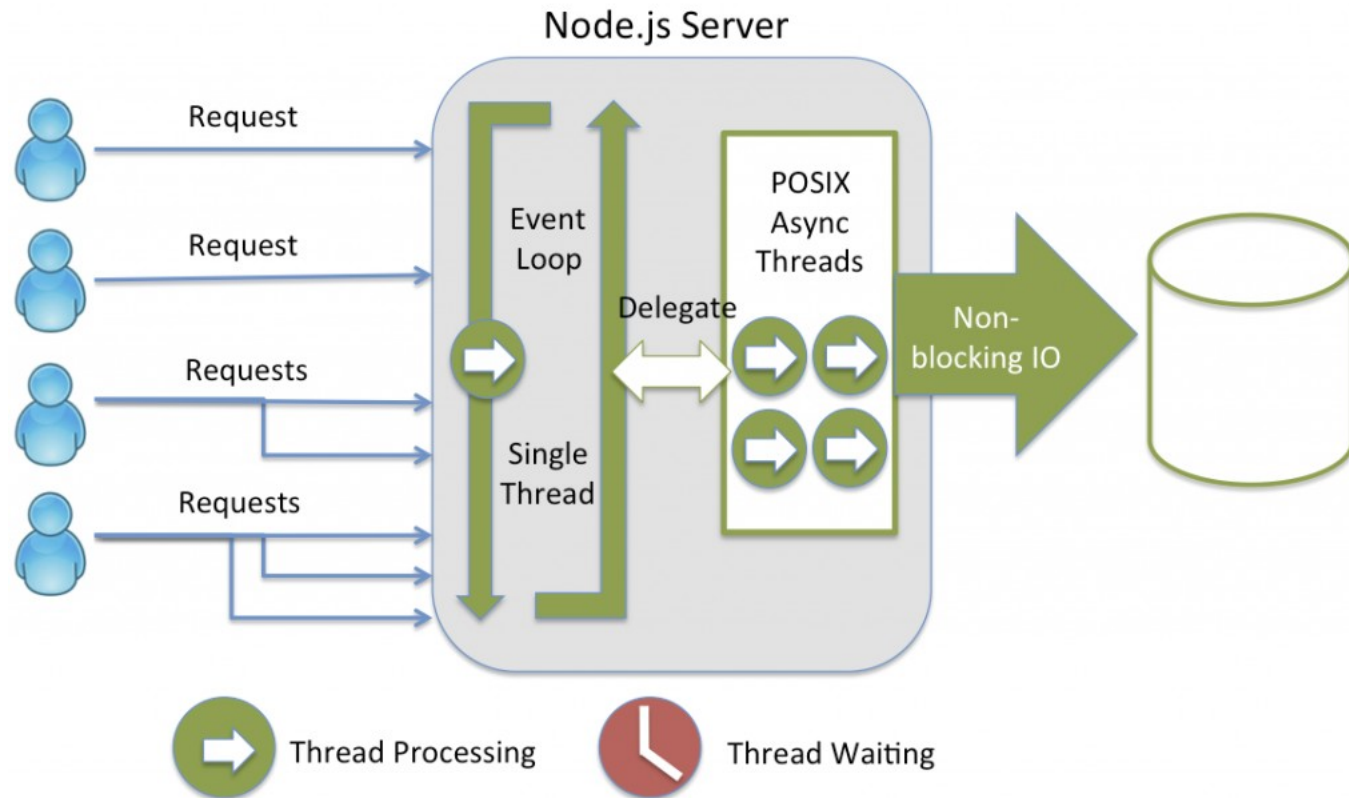 Node.js Server
Request
Request
Requests
Requests
Event
Loop
Single
Thread
Delegate
POSIX
Async
Threads
Non-
blocking IO
Thread Processing
Thread Waiting